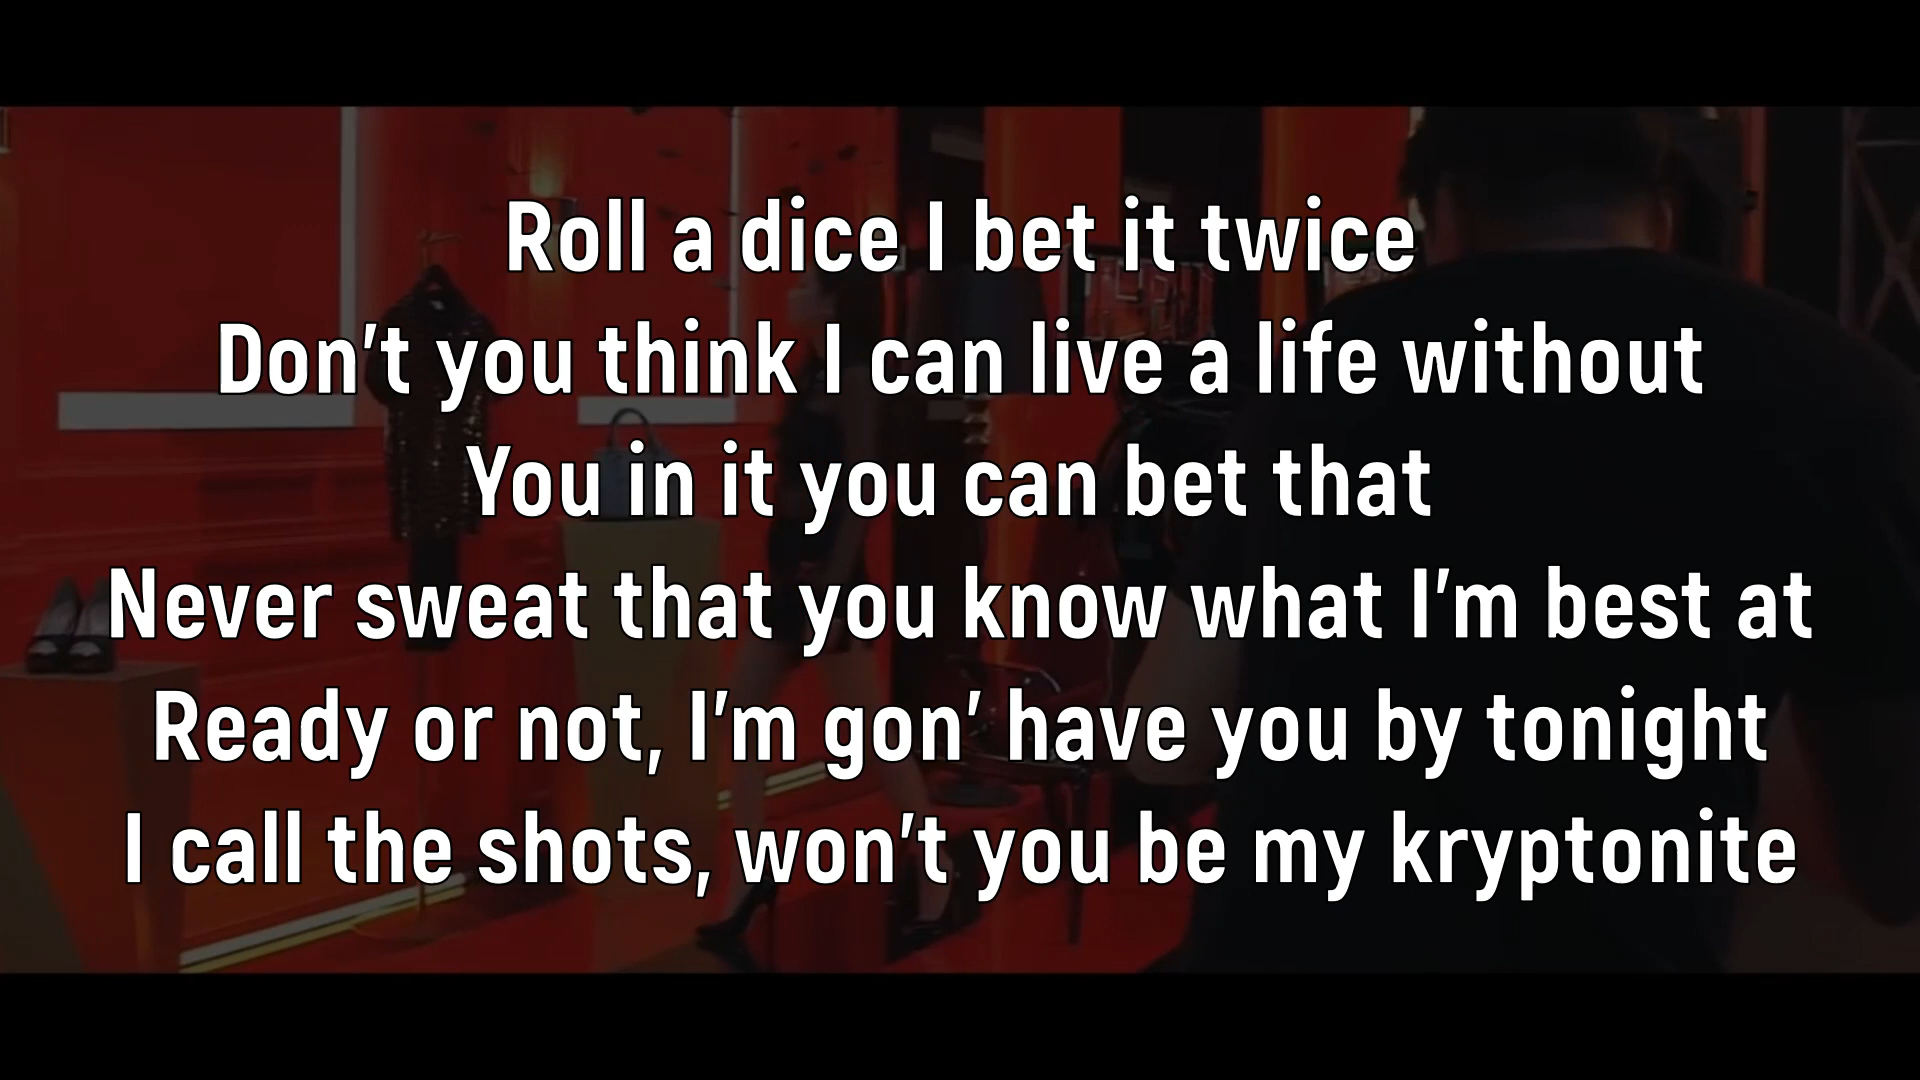 Roll a dice I bet it twice
Don't you think I can live a life without
You in it you can bet that
Never sweat that you know what I'm best at
Ready or not, I'm gon' have you by tonight
I call the shots, won't you be my kryptonite